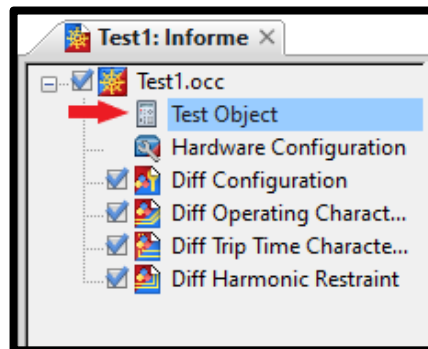 Test1: Informe
Test1.occ
Test Object
Hardware Configuration
Diff Configuration
Diff Operating Charact...
Diff Trip Time Characte...
Diff Harmonic Restraint